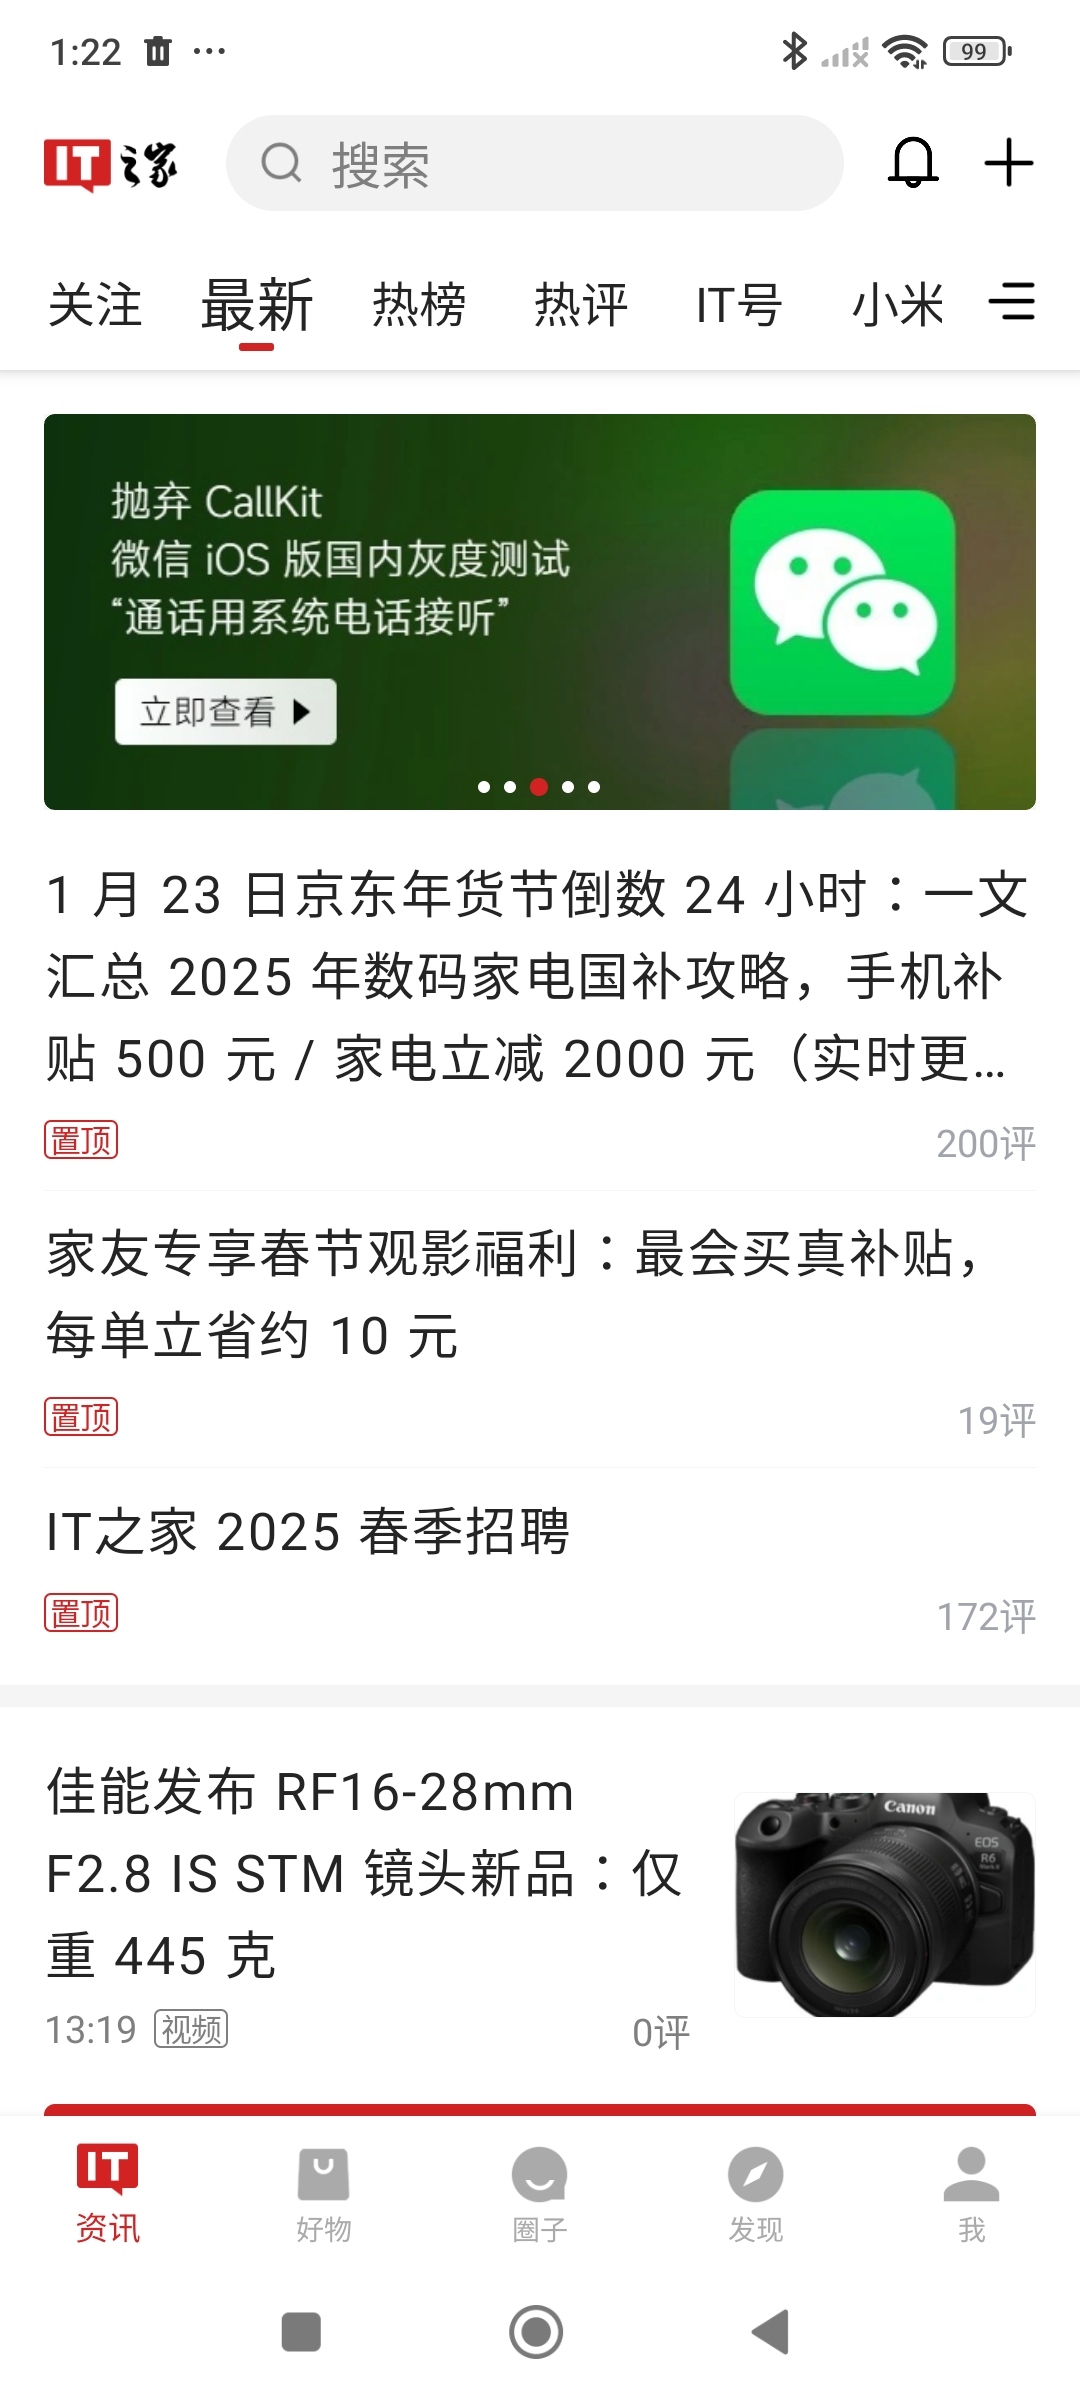 1:22
99
IT之家
搜索
关注 最新 热榜 热评 IT号 小米
抛弃 CallKit
微信 iOS 版国内灰度测试
“通话用系统电话接听”
立即查看
1 月 23 日京东年货节倒数 24 小时：一文
汇总 2025 年数码家电国补攻略，手机补
贴 500 元 / 家电立减 2000 元（实时更...
置顶 200评
家友专享春节观影福利：最会买真补贴，
每单立省约 10 元
置顶 19评
IT之家 2025 春季招聘
置顶 172评
佳能发布 RF16-28mm
F2.8 IS STM 镜头新品：仅
重 445 克
13:19 视频 0评
Canon
EOS
R6
IT
资讯 好物 圈子 发现 我